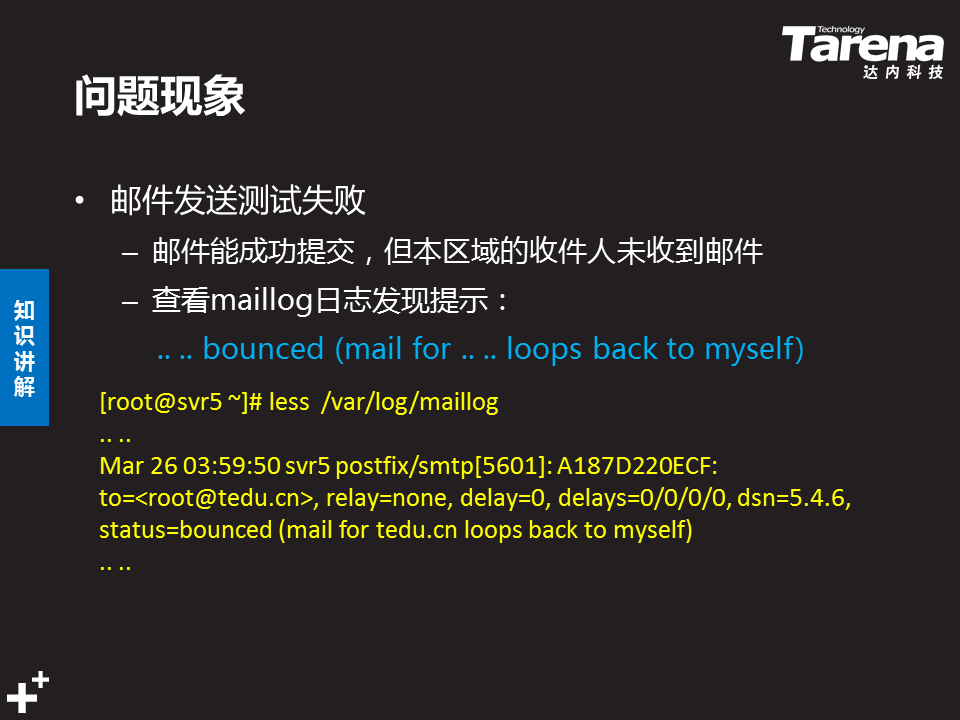 Technology
Tarena
达内科技
问题现象
• 邮件发送测试失败
– 邮件能成功提交，但本区域的收件人未收到邮件
– 查看maillog日志发现提示：
.. .. bounced (mail for .. .. loops back to myself)
知
识
讲
解
[root@svr5 ~]# less /var/log/maillog
.. ..
Mar 26 03:59:50 svr5 postfix/smtp[5601]: A187D220ECF:
to=<root@tedu.cn>, relay=none, delay=0, delays=0/0/0/0, dsn=5.4.6,
status=bounced (mail for tedu.cn loops back to myself)
.. ..